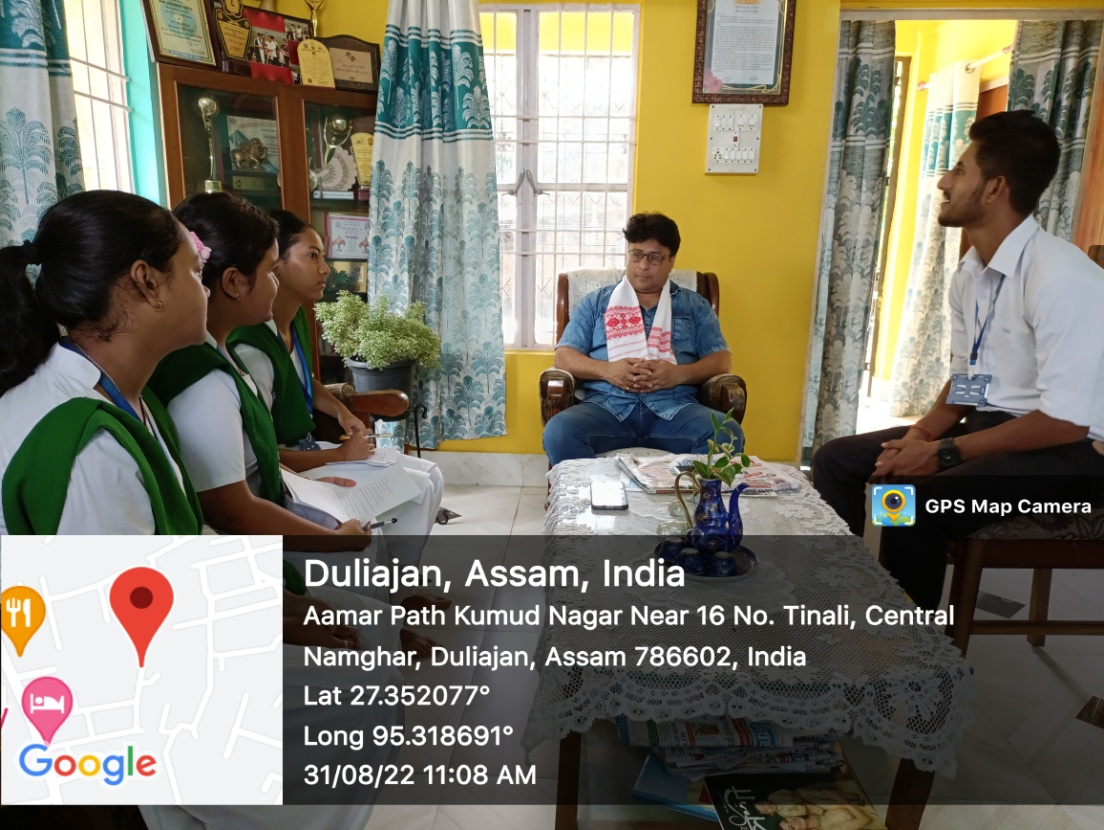 GPS Map Camera
Duliajan, Assam, India
Aamar Path Kumud Nagar Near 16 No. Tinali, Central
Namghar, Duliajan, Assam 786602, India
Lat 27.352077°
Long 95.318691°
31/08/22 11:08 AM
Google